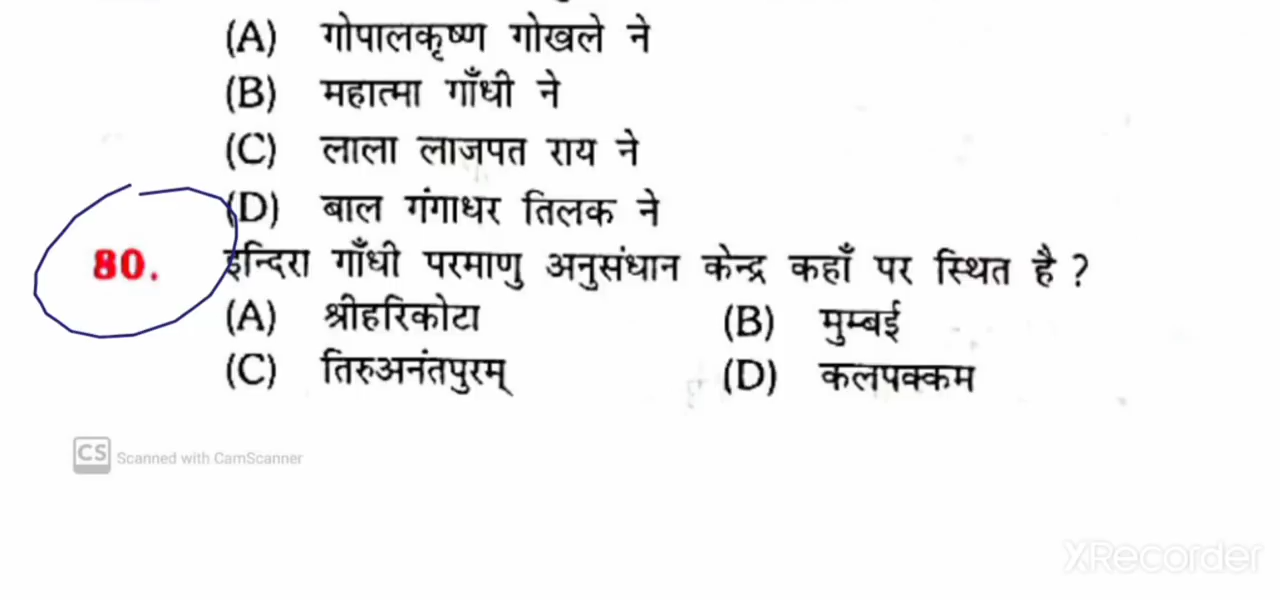 (A) गोपालकृष्ण गोखले ने
(B) महात्मा गाँधी ने
(C) लाला लाजपत राय ने
(D) बाल गंगाधर तिलक ने
80. इन्दिरा गाँधी परमाणु अनुसंधान केन्द्र कहाँ पर स्थित है ?
(A) श्रीहरिकोटा (B) मुम्बई
(C) तिरुअनंतपुरम् (D) कलपक्कम
CS Scanned with CamScanner
XRecorder